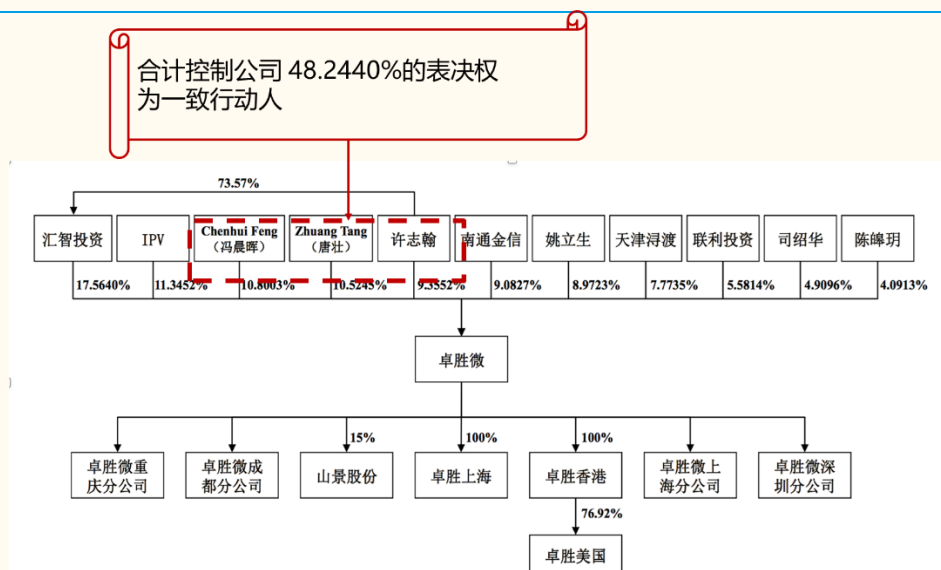 合计控制公司 48.2440%的表决权
为一致行动人
73.57%
汇智投资
IPV
Chenhui Feng
(冯晨晖)
Zhuang Tang
(唐壮)
许志翰
南通金信
姚立生
天津浔渡
联利投资
司绍华
陈皞玥
17.5640%
11.3452%
10.8003%
10.5245%
9.3552%
9.0827%
8.9723%
7.7735%
5.5814%
4.9096%
4.0913%
卓胜微
15%
100%
100%
卓胜微重
庆分公司
卓胜微成
都分公司
山景股份
卓胜上海
卓胜香港
卓胜微上
海分公司
卓胜微深
圳分公司
76.92%
卓胜美国